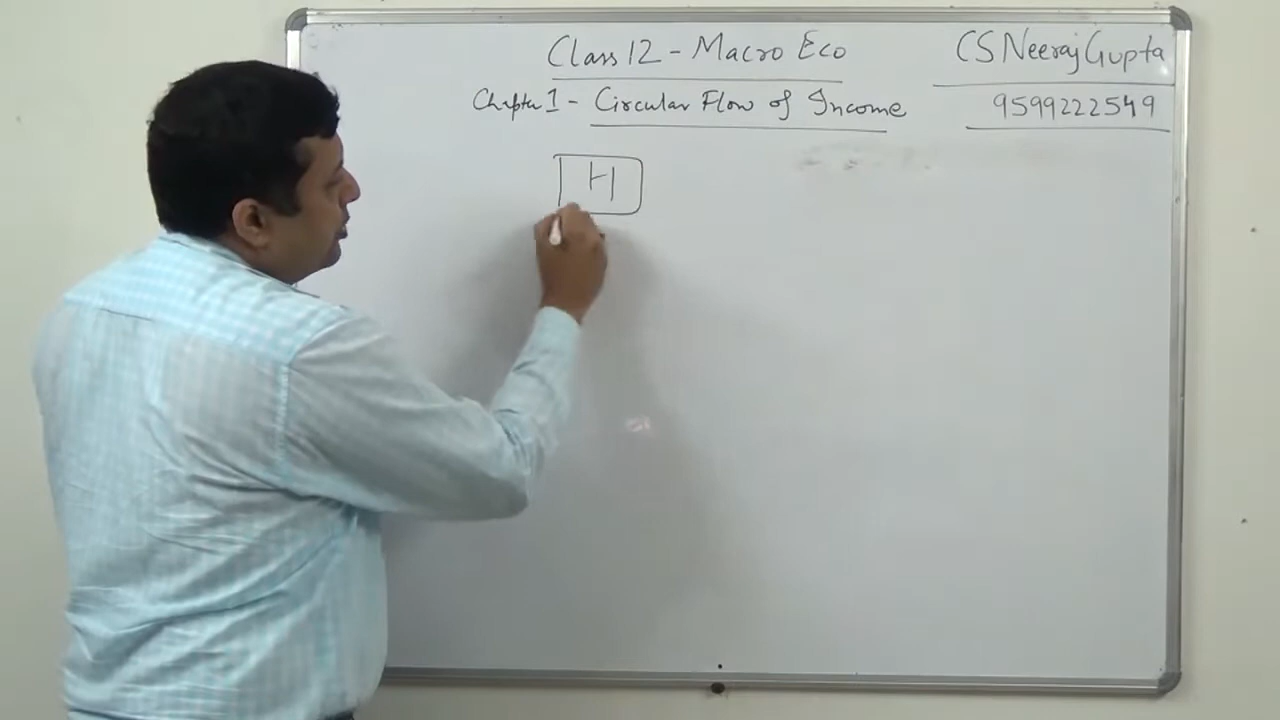 Class 12 - Macro Eco
CS Neeraj Gupta
Chapter 1 - Circular Flow of Income
9599222549
H